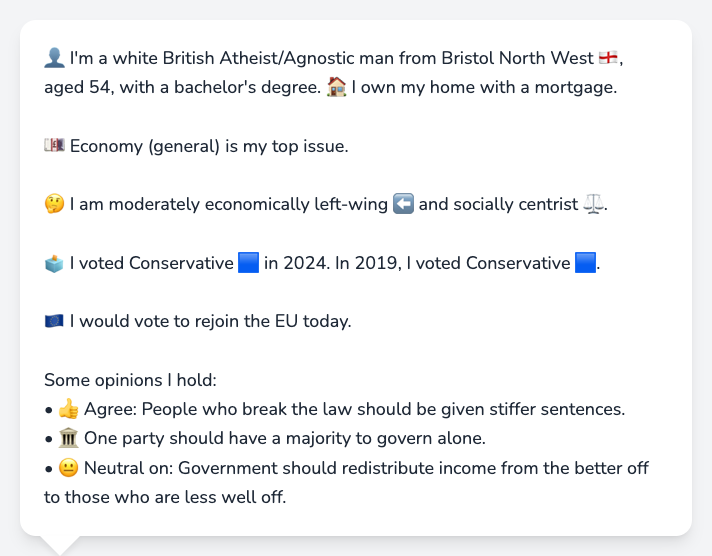 👤 I'm a white British Atheist/Agnostic man from Bristol North West 🏴󠁧󠁢󠁥󠁮󠁧󠁿,
aged 54, with a bachelor's degree. 🏠 I own my home with a mortgage.
💷 Economy (general) is my top issue.
🤔 I am moderately economically left-wing ⬅️ and socially centrist ⚖️.
🗳️ I voted Conservative 🟦 in 2024. In 2019, I voted Conservative 🟦.
🇪🇺 I would vote to rejoin the EU today.
Some opinions I hold:
• 👍 Agree: People who break the law should be given stiffer sentences.
• 🏛️ One party should have a majority to govern alone.
• 😐 Neutral on: Government should redistribute income from the better off
to those who are less well off.